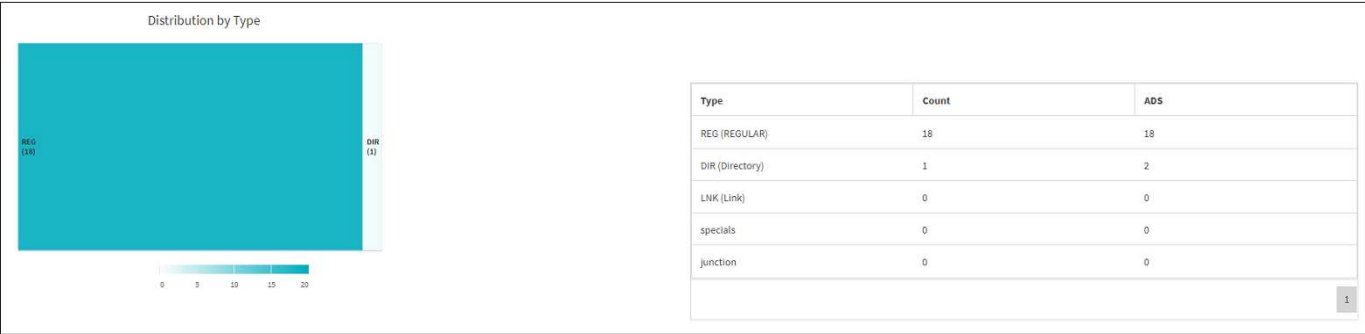 Distribution by Type
REG
(18)
DIR
(1)
0 5 10 15 20
Type Count ADS
REG (REGULAR) 18 18
DIR (Directory) 1 2
LNK (Link) 0 0
specials 0 0
junction 0 0
1